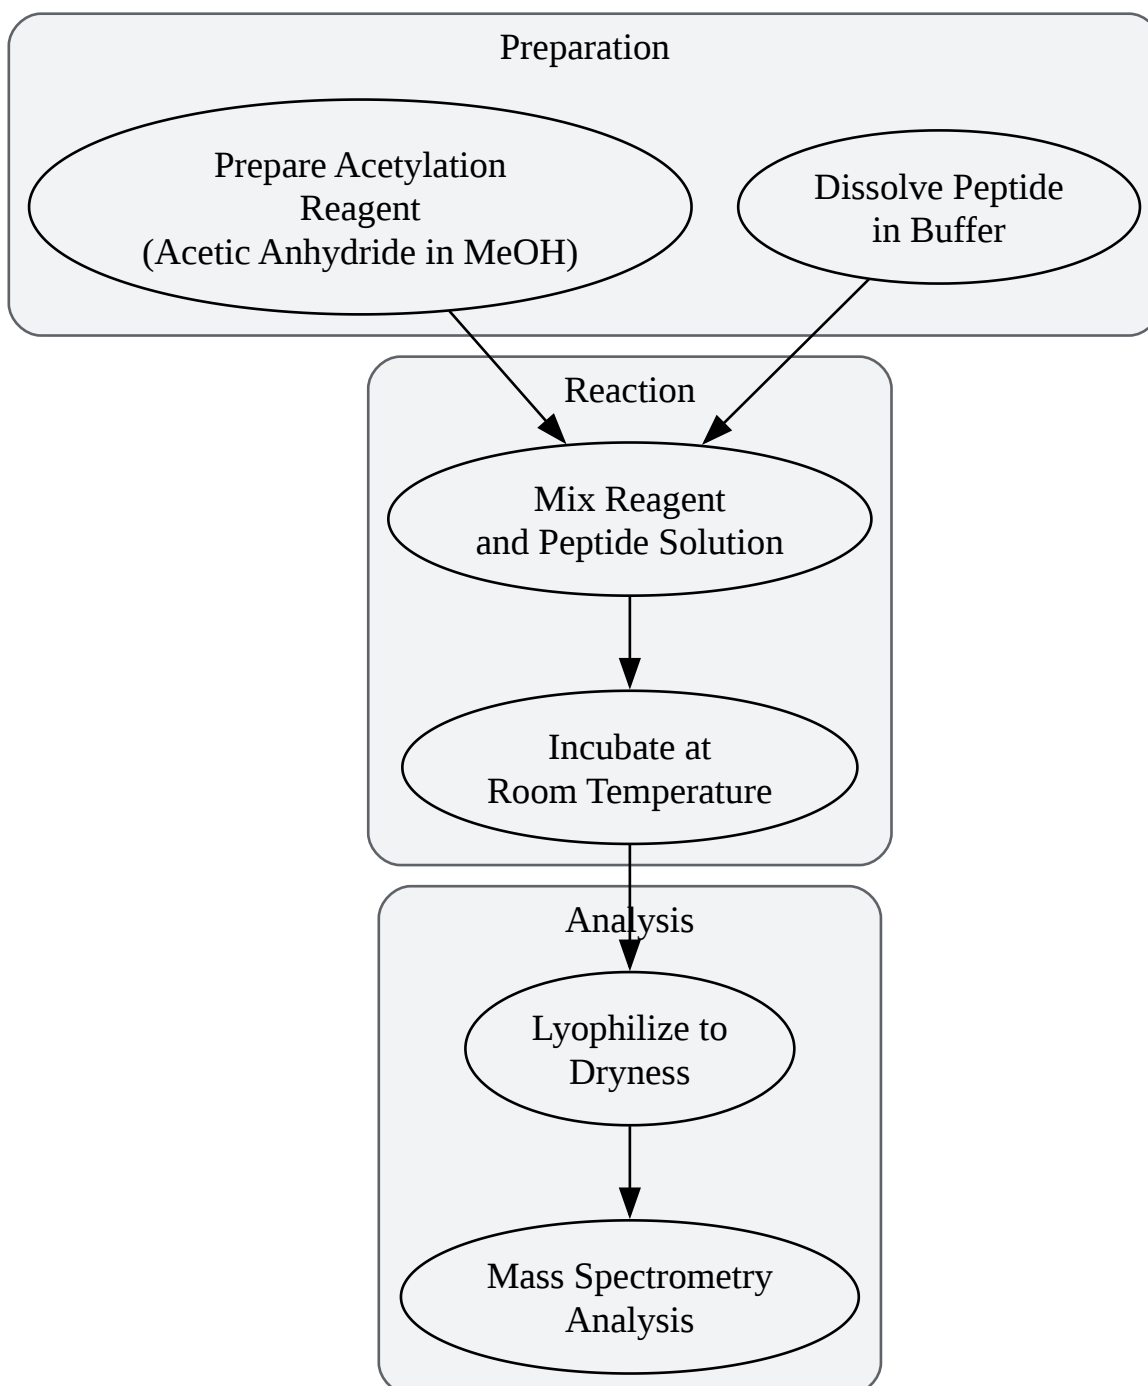 Preparation
Prepare Acetylation
Reagent
(Acetic Anhydride in MeOH)
Dissolve Peptide
in Buffer
Reaction
Mix Reagent
and Peptide Solution
Incubate at
Room Temperature
Analysis
Lyophilize to
Dryness
Mass Spectrometry
Analysis